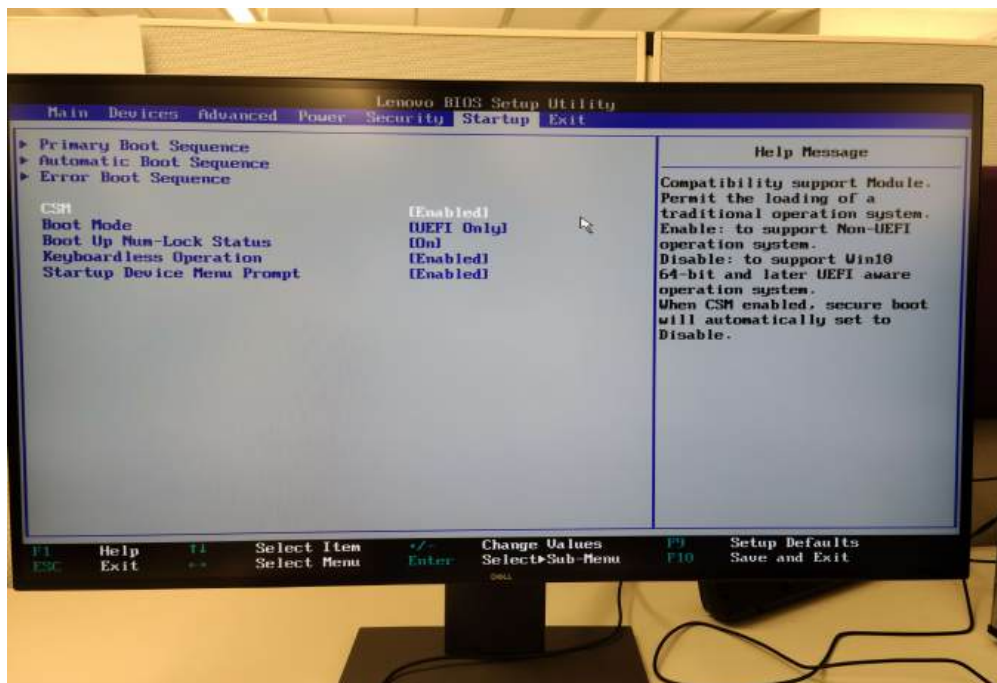 Lenovo BIOS Setup Utility
Main Devices Advanced Power Security Startup Exit
Primary Boot Sequence
Automatic Boot Sequence
Error Boot Sequence
CSM [Enabled]
Boot Mode [UEFI Only]
Boot Up Num-Lock Status [On]
Keyboardless Operation [Enabled]
Startup Device Menu Prompt [Enabled]
Help Message
Compatibility support Module.
Permit the loading of a
traditional operation system.
Enable: to support Non-UEFI
operation system.
Disable: to support Win10
64-bit and later UEFI aware
operation system.
When CSM enabled, secure boot
will automatically set to
Disable.
F1 Help ↑↓ Select Item +/- Change Values F9 Setup Defaults
ESC Exit ←→ Select Menu Enter Select▶Sub-Menu F10 Save and Exit
DELL